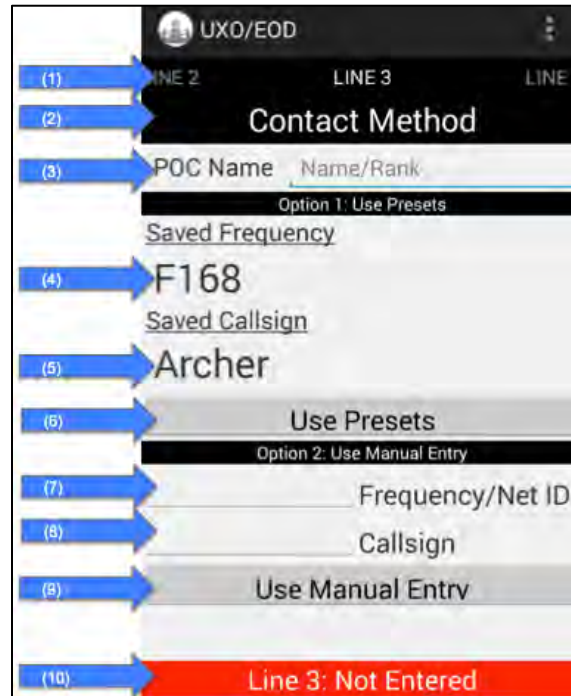 UXO/EOD
(1) INE 2 LINE 3 LINE
(2) Contact Method
(3) POC Name Name/Rank
Option 1: Use Presets
Saved Frequency
(4) F168
Saved Callsign
(5) Archer
(6) Use Presets
Option 2: Use Manual Entry
(7) Frequency/Net ID
(8) Callsign
(9) Use Manual Entry
(10) Line 3: Not Entered